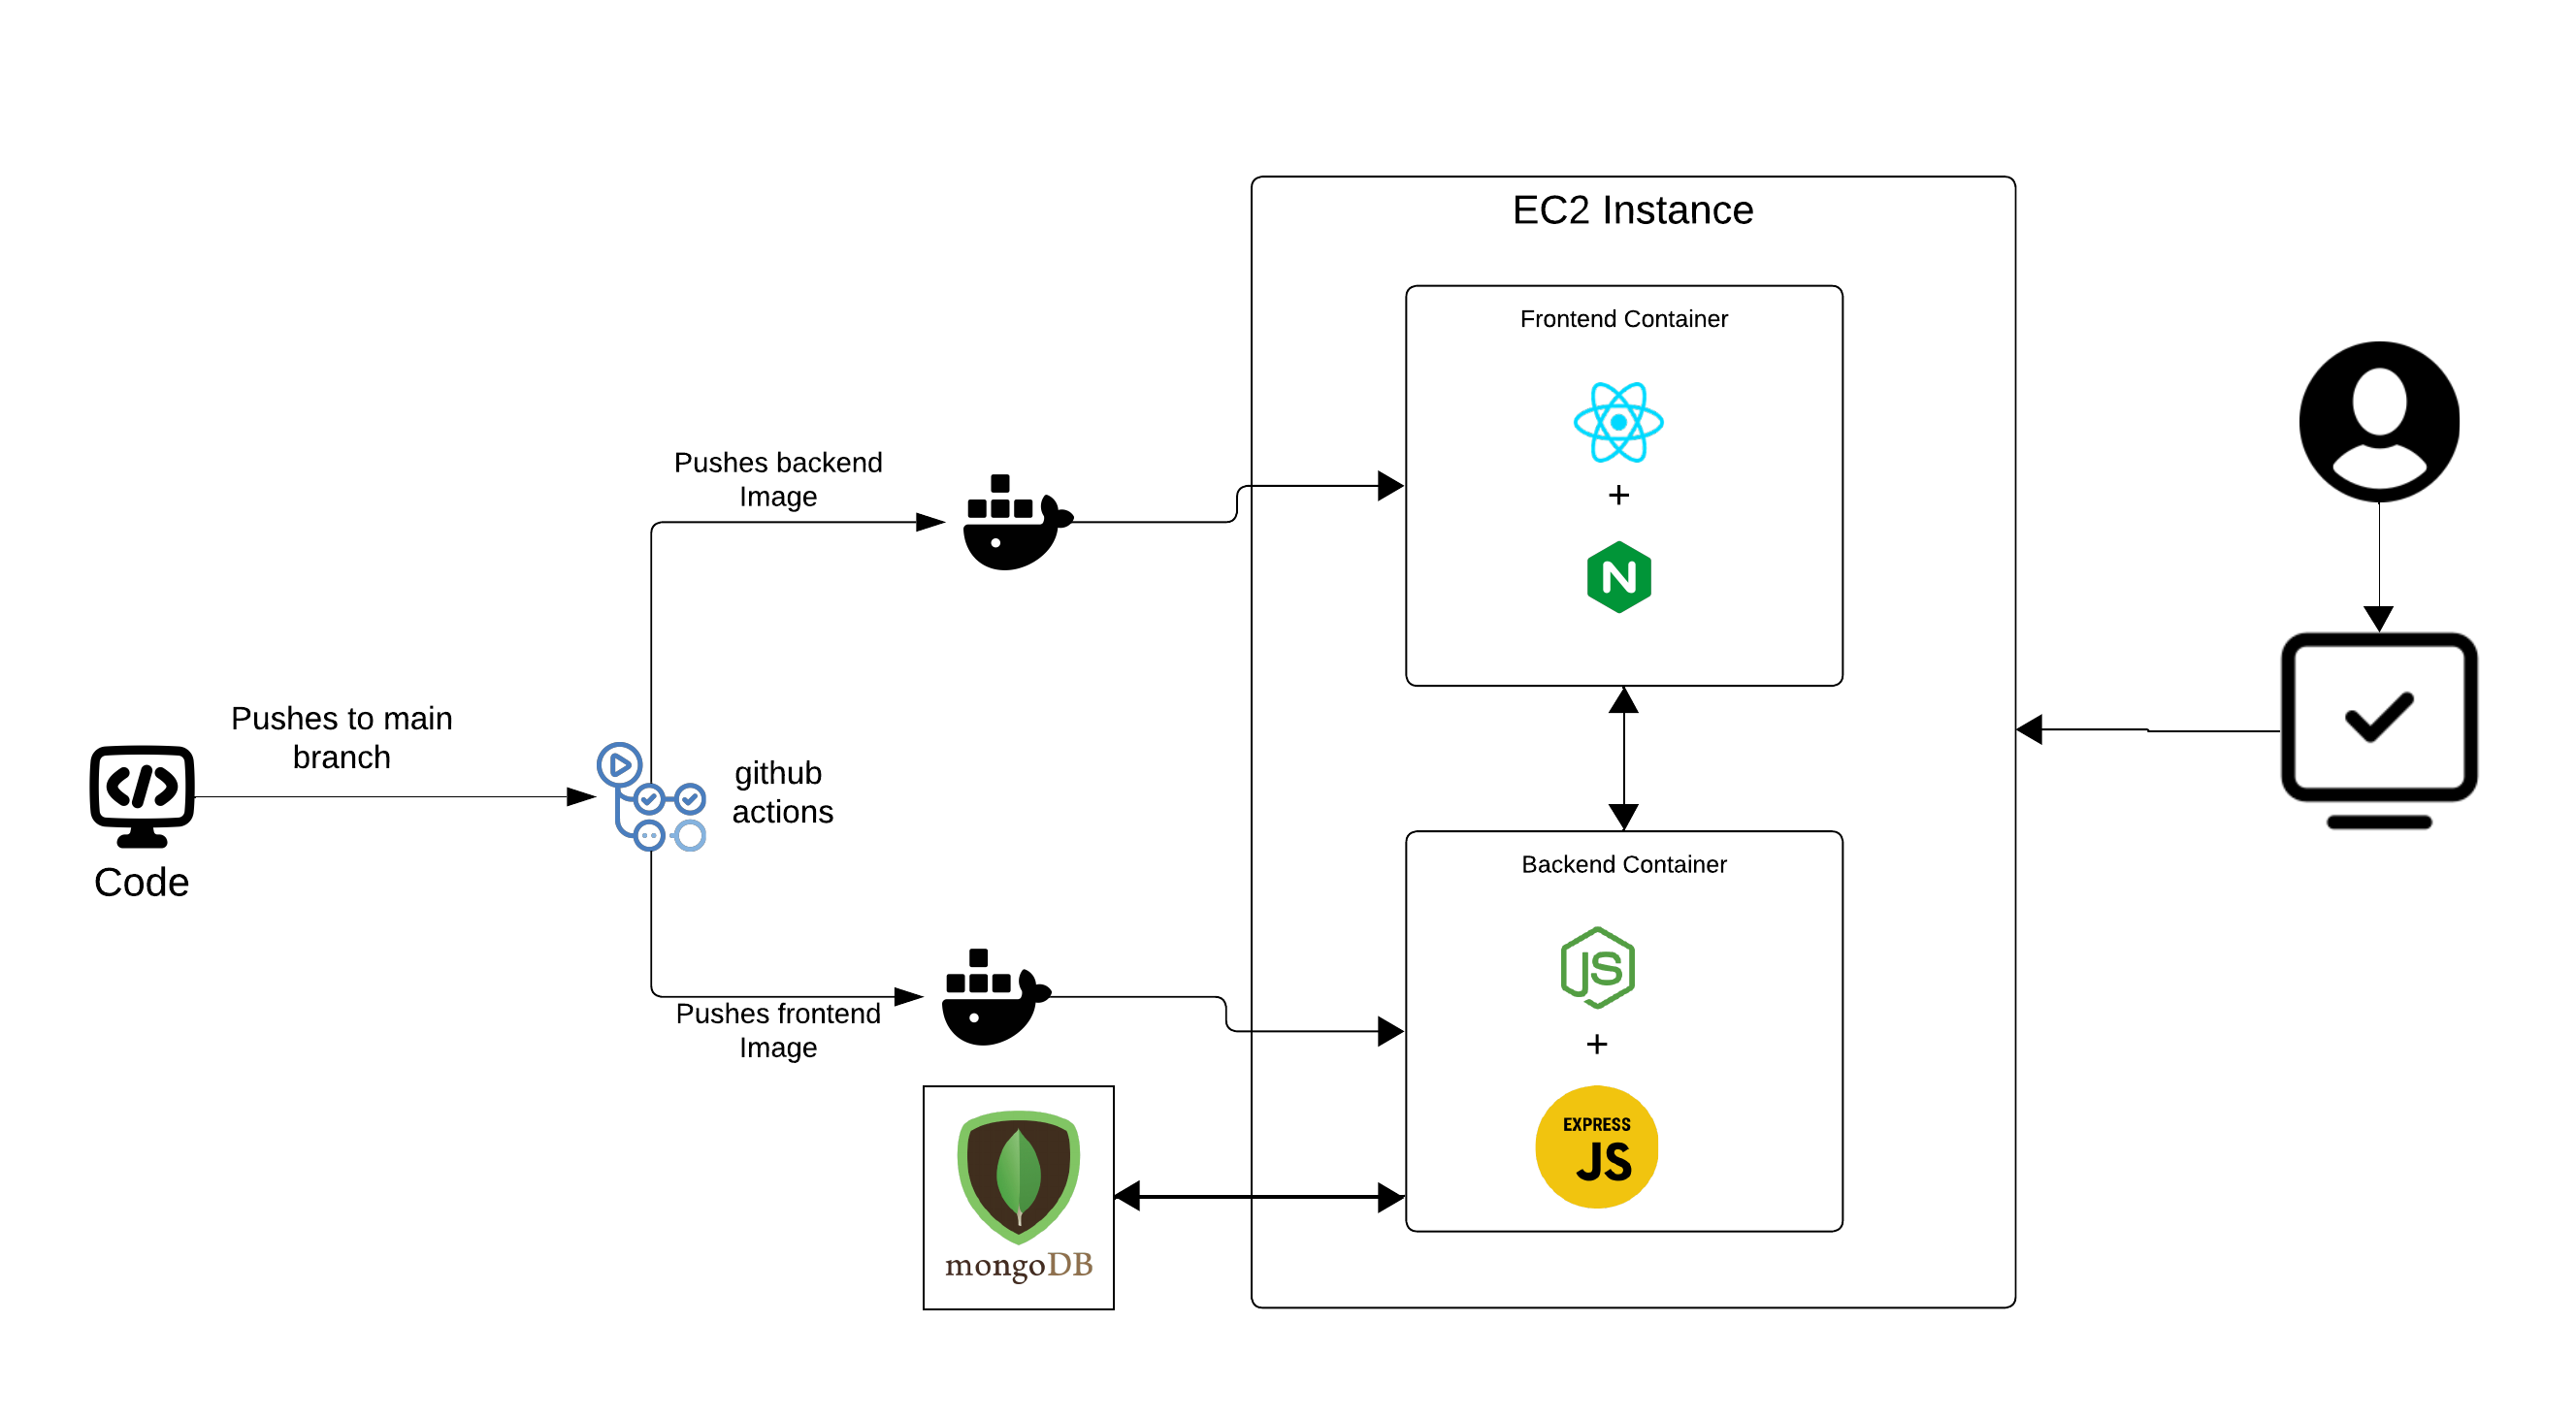 EC2 Instance
Frontend Container
+
N
Pushes backend
Image
Pushes to main
branch
github
actions
Code
Backend Container
JS
+
EXPRESS
JS
Pushes frontend
Image
mongoDB